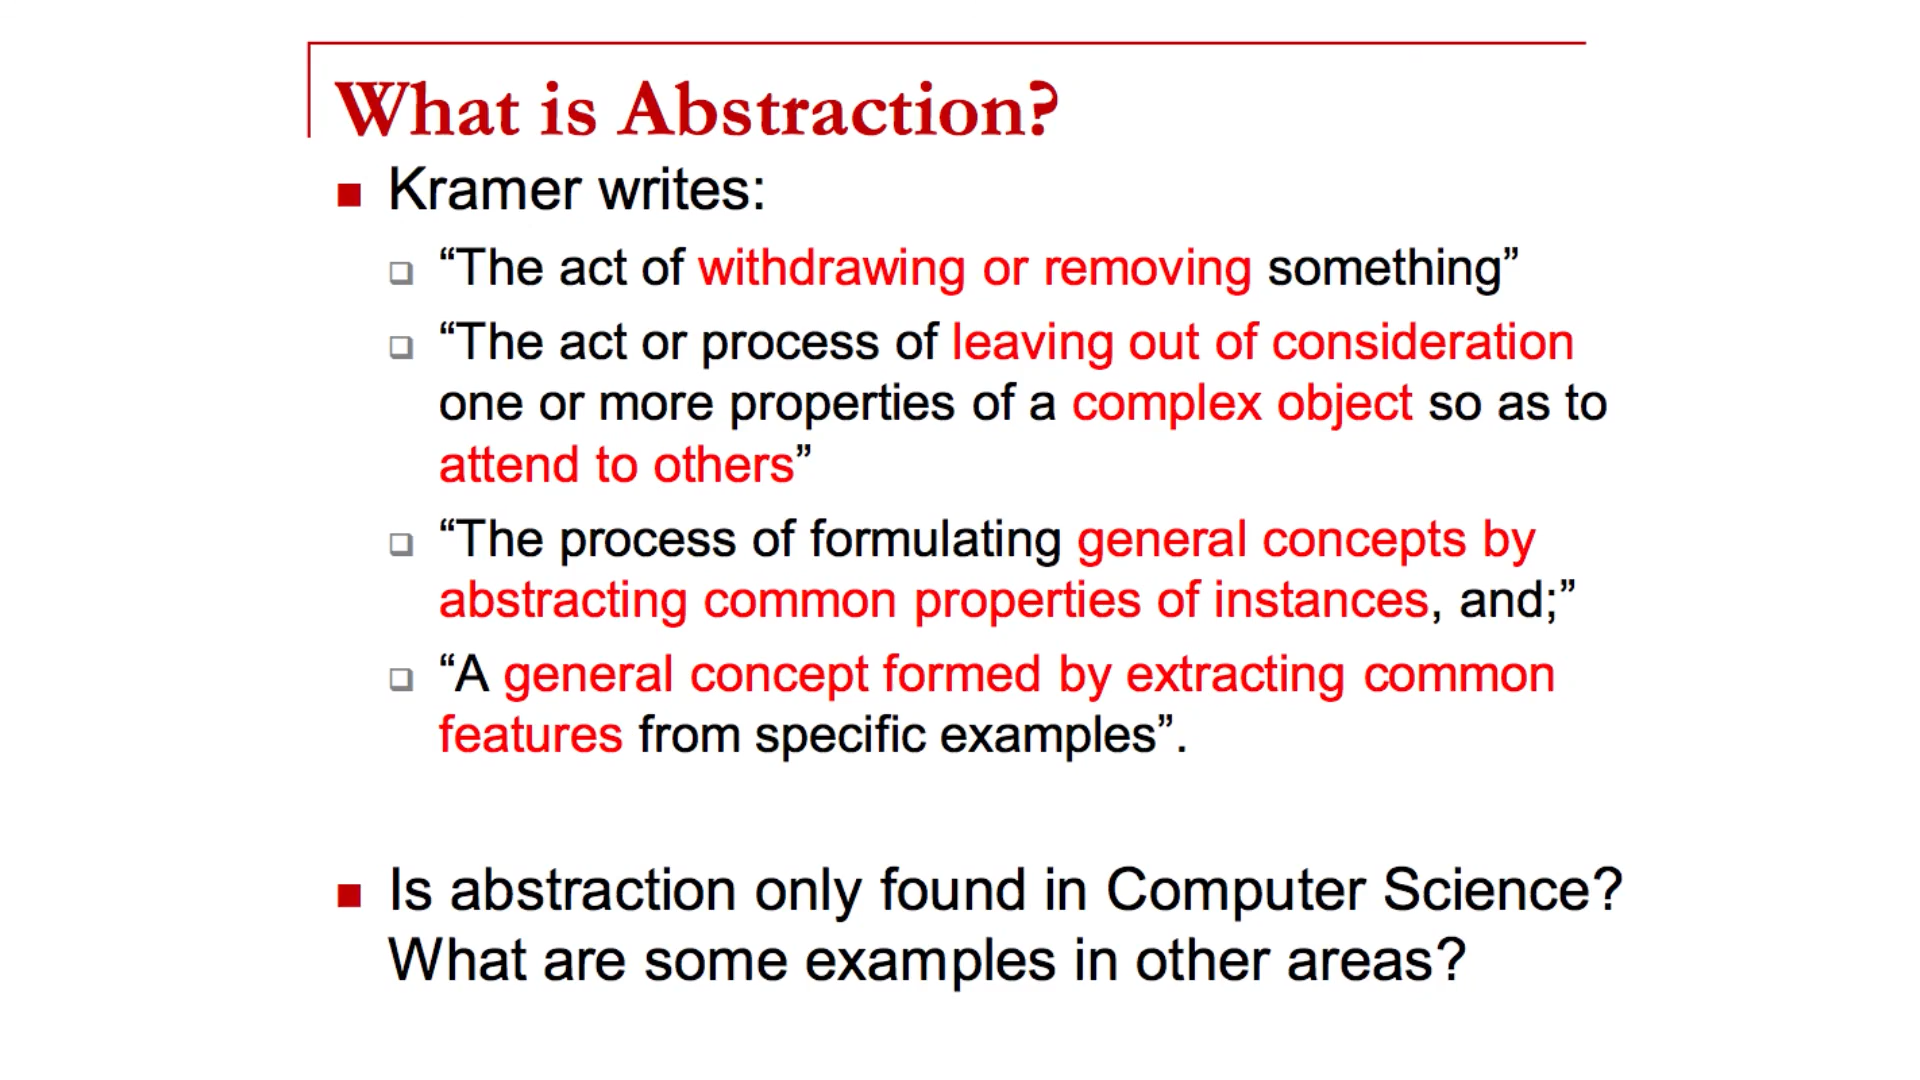 What is Abstraction?
Kramer writes:
“The act of withdrawing or removing something”
“The act or process of leaving out of consideration
one or more properties of a complex object so as to
attend to others”
“The process of formulating general concepts by
abstracting common properties of instances, and;”
“A general concept formed by extracting common
features from specific examples”.
Is abstraction only found in Computer Science?
What are some examples in other areas?